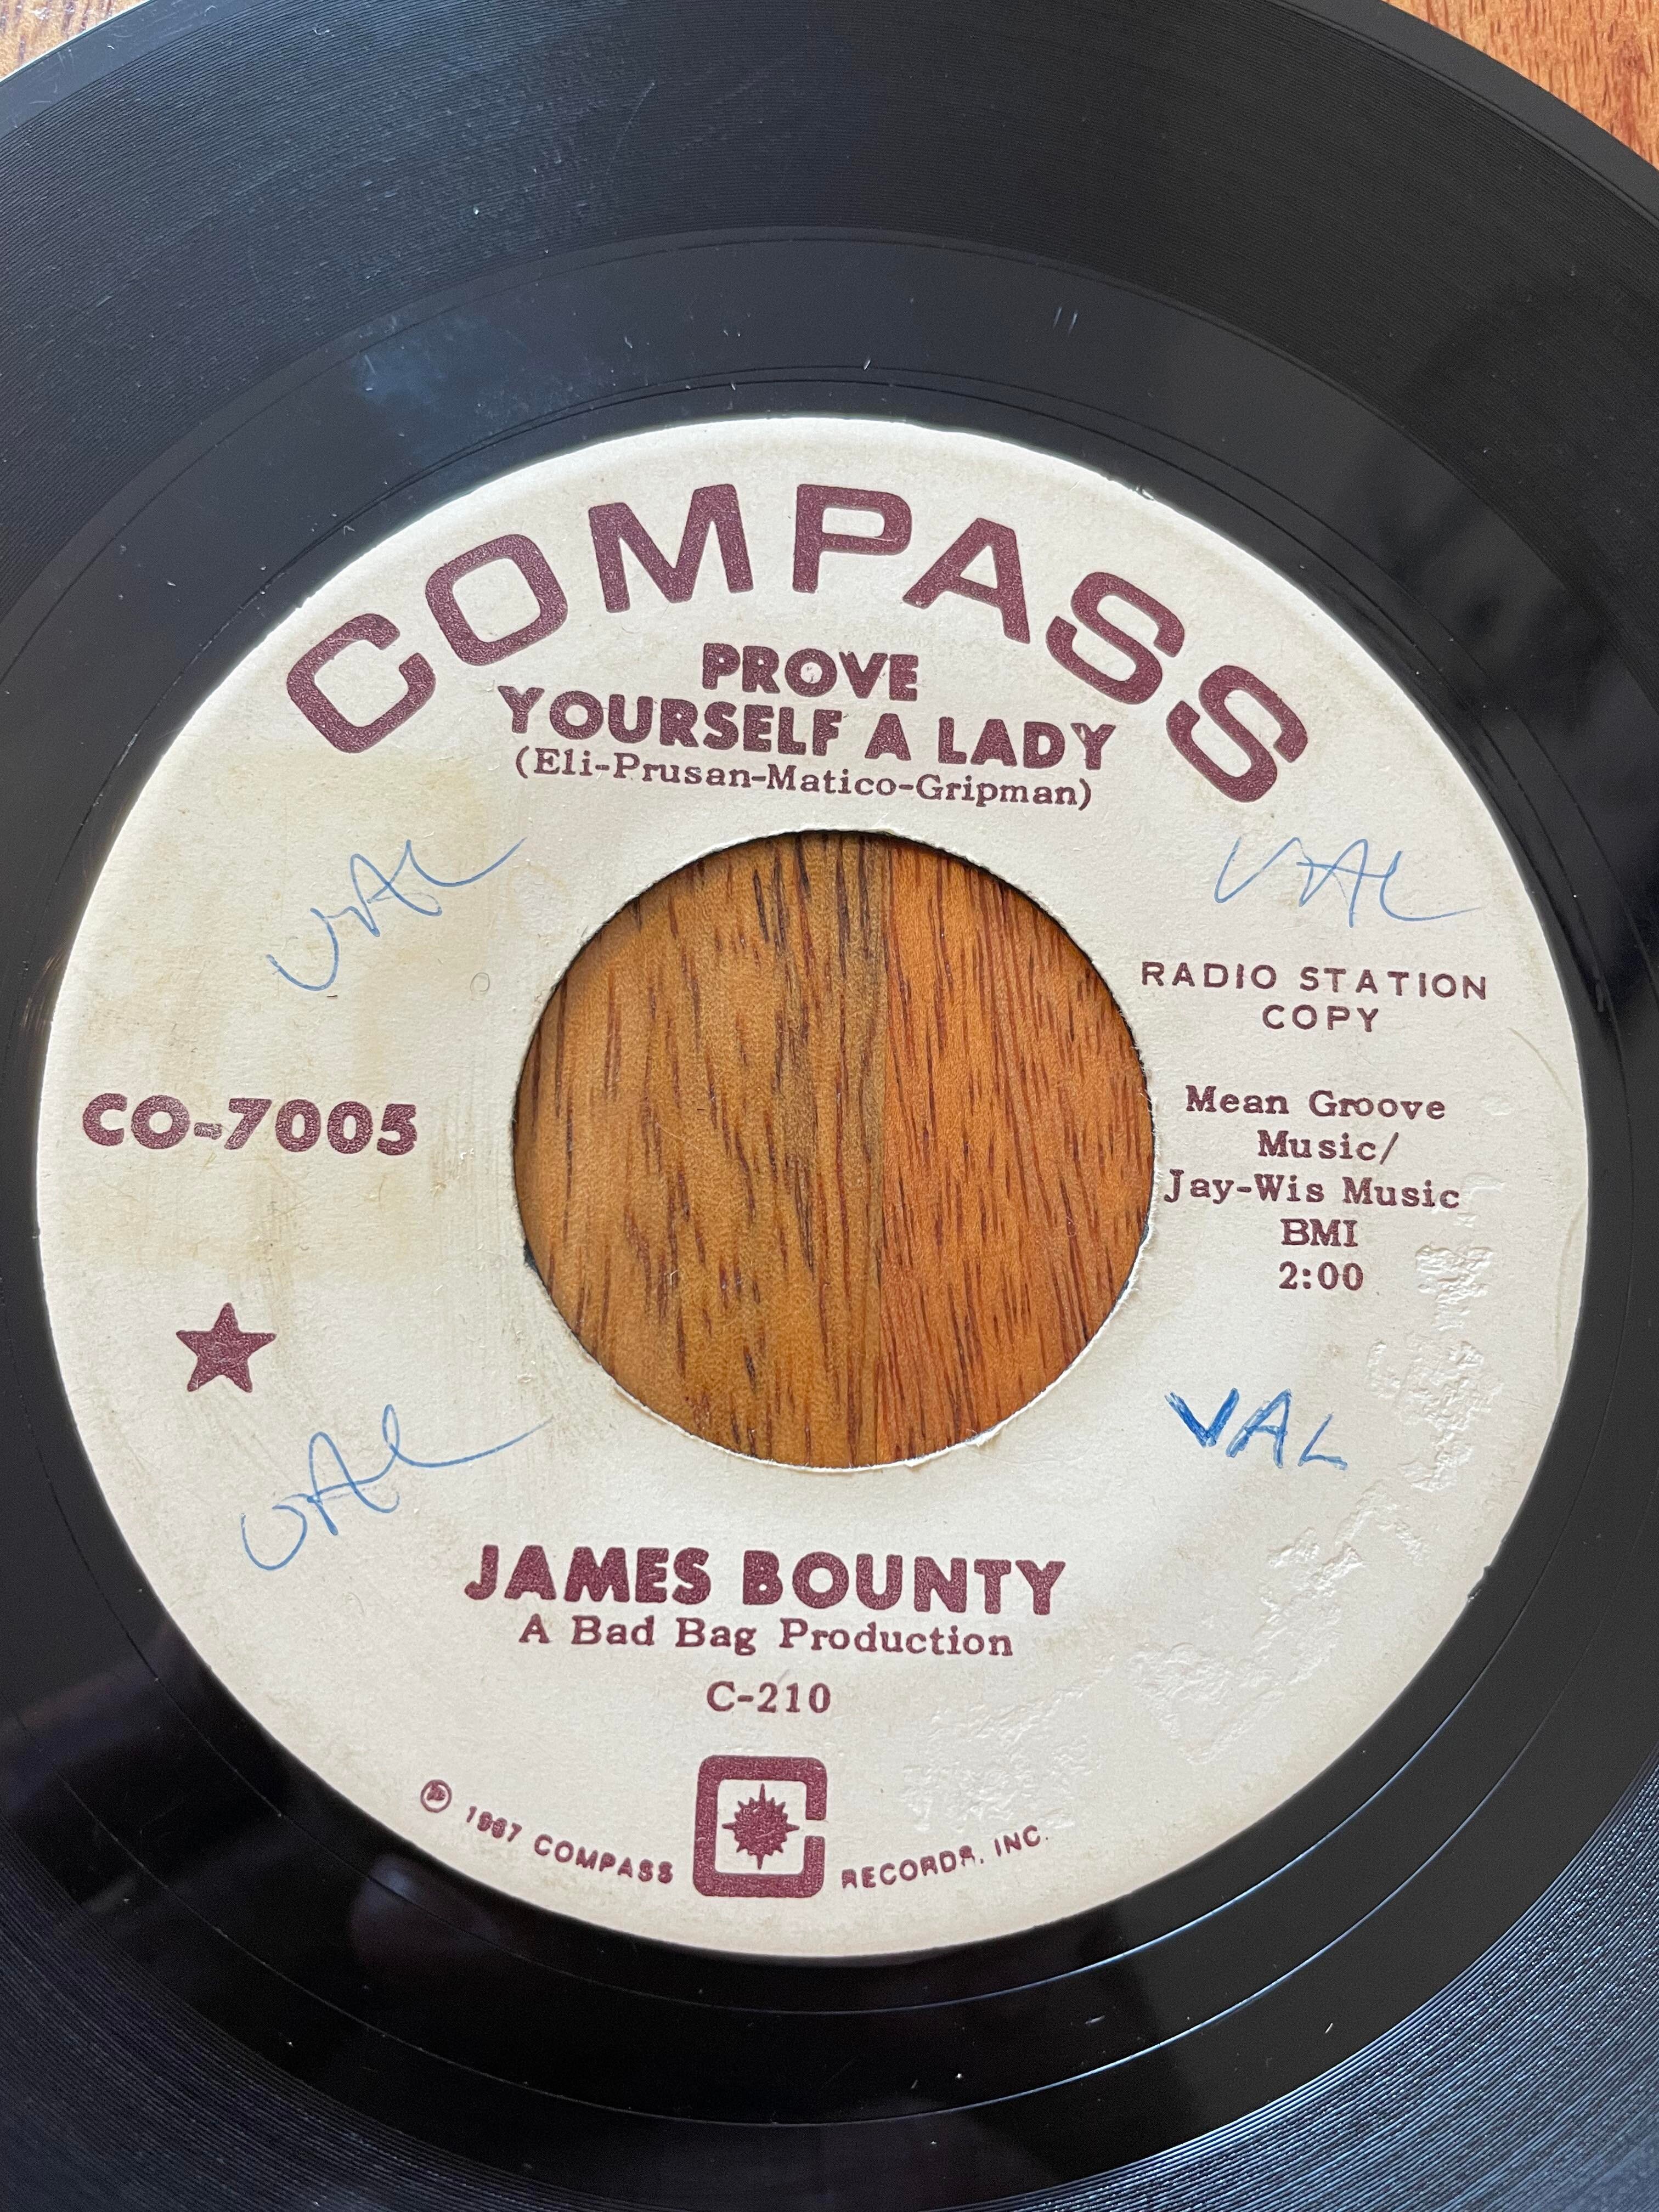 COMPASS
PROVE
YOURSELF A LADY
(Eli-Prusan-Matico-Gripman)
VAL
VAL
RADIO STATION
COPY
CO-7005
Mean Groove
Music/
Jay-Wis Music
BMI
2:00
VAL
VAL
JAMES BOUNTY
A Bad Bag Production
C-210
℗ 1967 COMPASS RECORDS, INC.